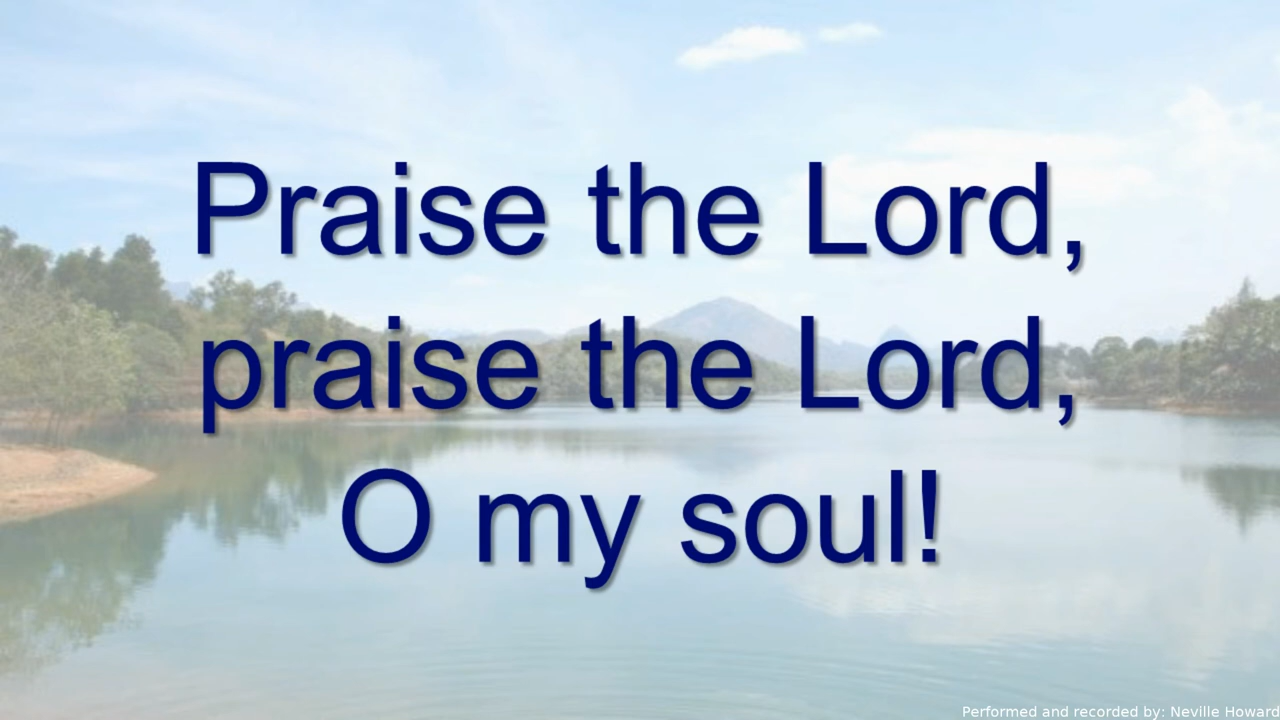 Praise the Lord,
praise the Lord,
O my soul!
Performed and recorded by: Neville Howard